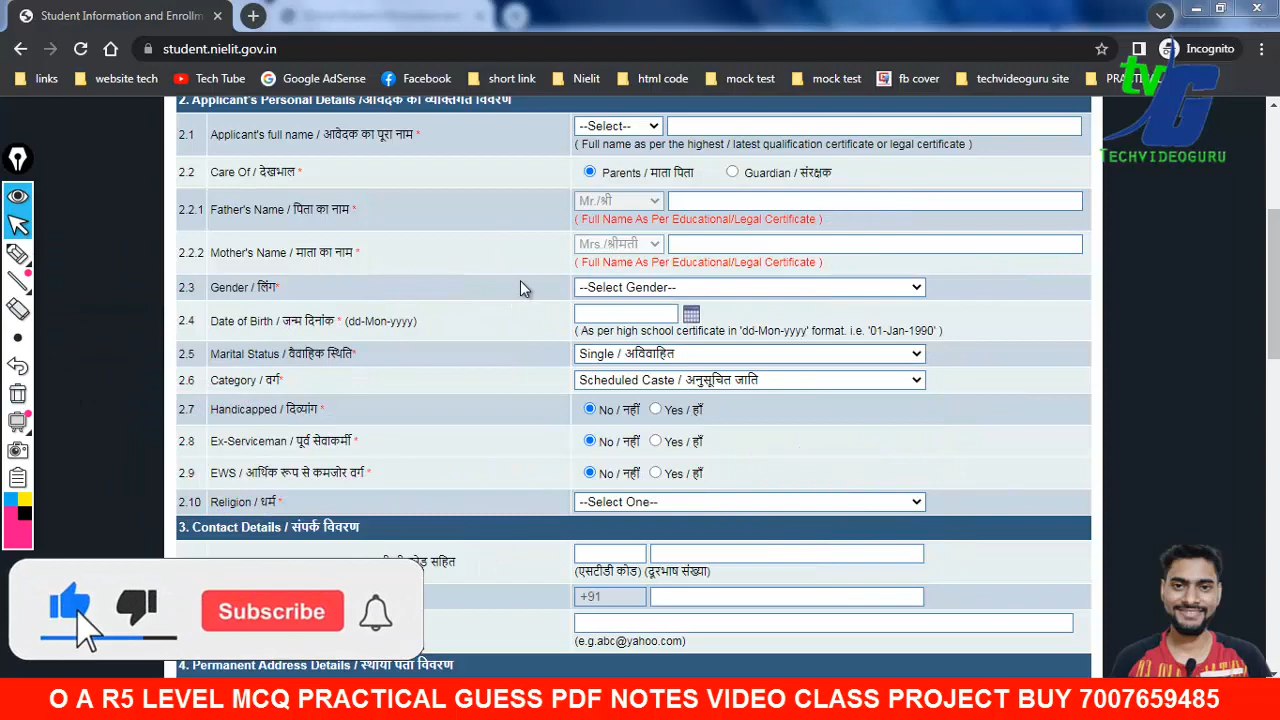 Student Information and Enrollm
student.nielit.gov.in
Incognito
links
website tech
Tech Tube
Google AdSense
Facebook
short link
Nielit
html code
mock test
mock test
fb cover
techvideoguru site
tvG
TECHVIDEOGURU
2. Applicant's Personal Details /आवेदक का व्यक्तिगत विवरण
2.1 Applicant's full name / आवेदक का पूरा नाम * --Select--
( Full name as per the highest / latest qualification certificate or legal certificate )
2.2 Care Of / देखभाल * Parents / माता पिता Guardian / संरक्षक
2.2.1 Father's Name / पिता का नाम * Mr./श्री
( Full Name As Per Educational/Legal Certificate )
2.2.2 Mother's Name / माता का नाम * Mrs./श्रीमती
( Full Name As Per Educational/Legal Certificate )
2.3 Gender / लिंग* --Select Gender--
2.4 Date of Birth / जन्म दिनांक * (dd-Mon-yyyy)
( As per high school certificate in 'dd-Mon-yyyy' format. i.e. '01-Jan-1990' )
2.5 Marital Status / वैवाहिक स्थिति* Single / अविवाहित
2.6 Category / वर्ग* Scheduled Caste / अनुसूचित जाति
2.7 Handicapped / दिव्यांग * No / नहीं Yes / हाँ
2.8 Ex-Serviceman / पूर्व सेवाकर्मी * No / नहीं Yes / हाँ
2.9 EWS / आर्थिक रूप से कमजोर वर्ग * No / नहीं Yes / हाँ
2.10 Religion / धर्म * --Select One--
3. Contact Details / संपर्क विवरण
सहित
(एसटीडी कोड) (दूरभाष संख्या)
+91
(e.g.abc@yahoo.com)
Subscribe
4. Permanent Address Details / स्थायी पता विवरण
O A R5 LEVEL MCQ PRACTICAL GUESS PDF NOTES VIDEO CLASS PROJECT BUY 7007659485